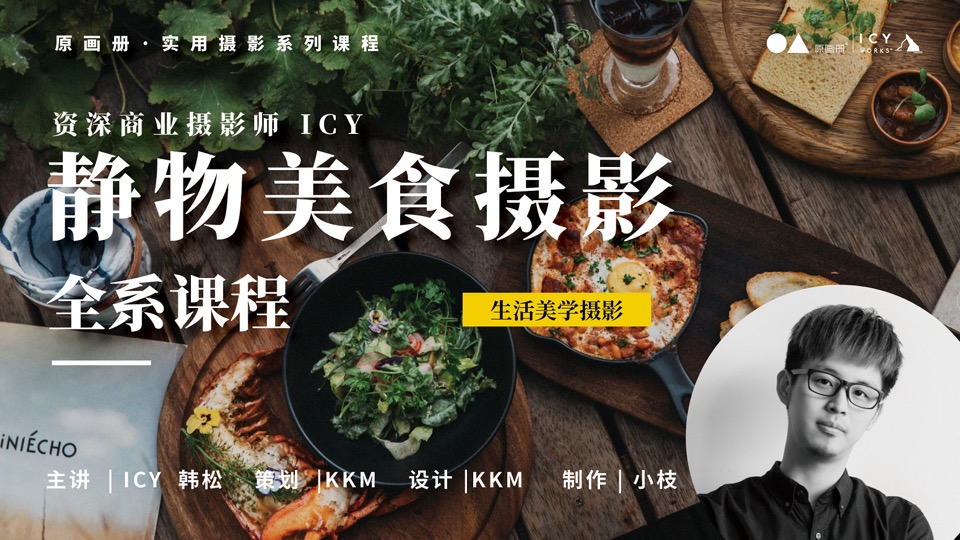 原画册·实用摄影系列课程
原画册 ICY WORKS
资深商业摄影师 ICY
静物美食摄影
全系课程
生活美学摄影
iNIÉCHO
主讲 | ICY 韩松 策划 |KKM 设计 |KKM 制作 | 小枝